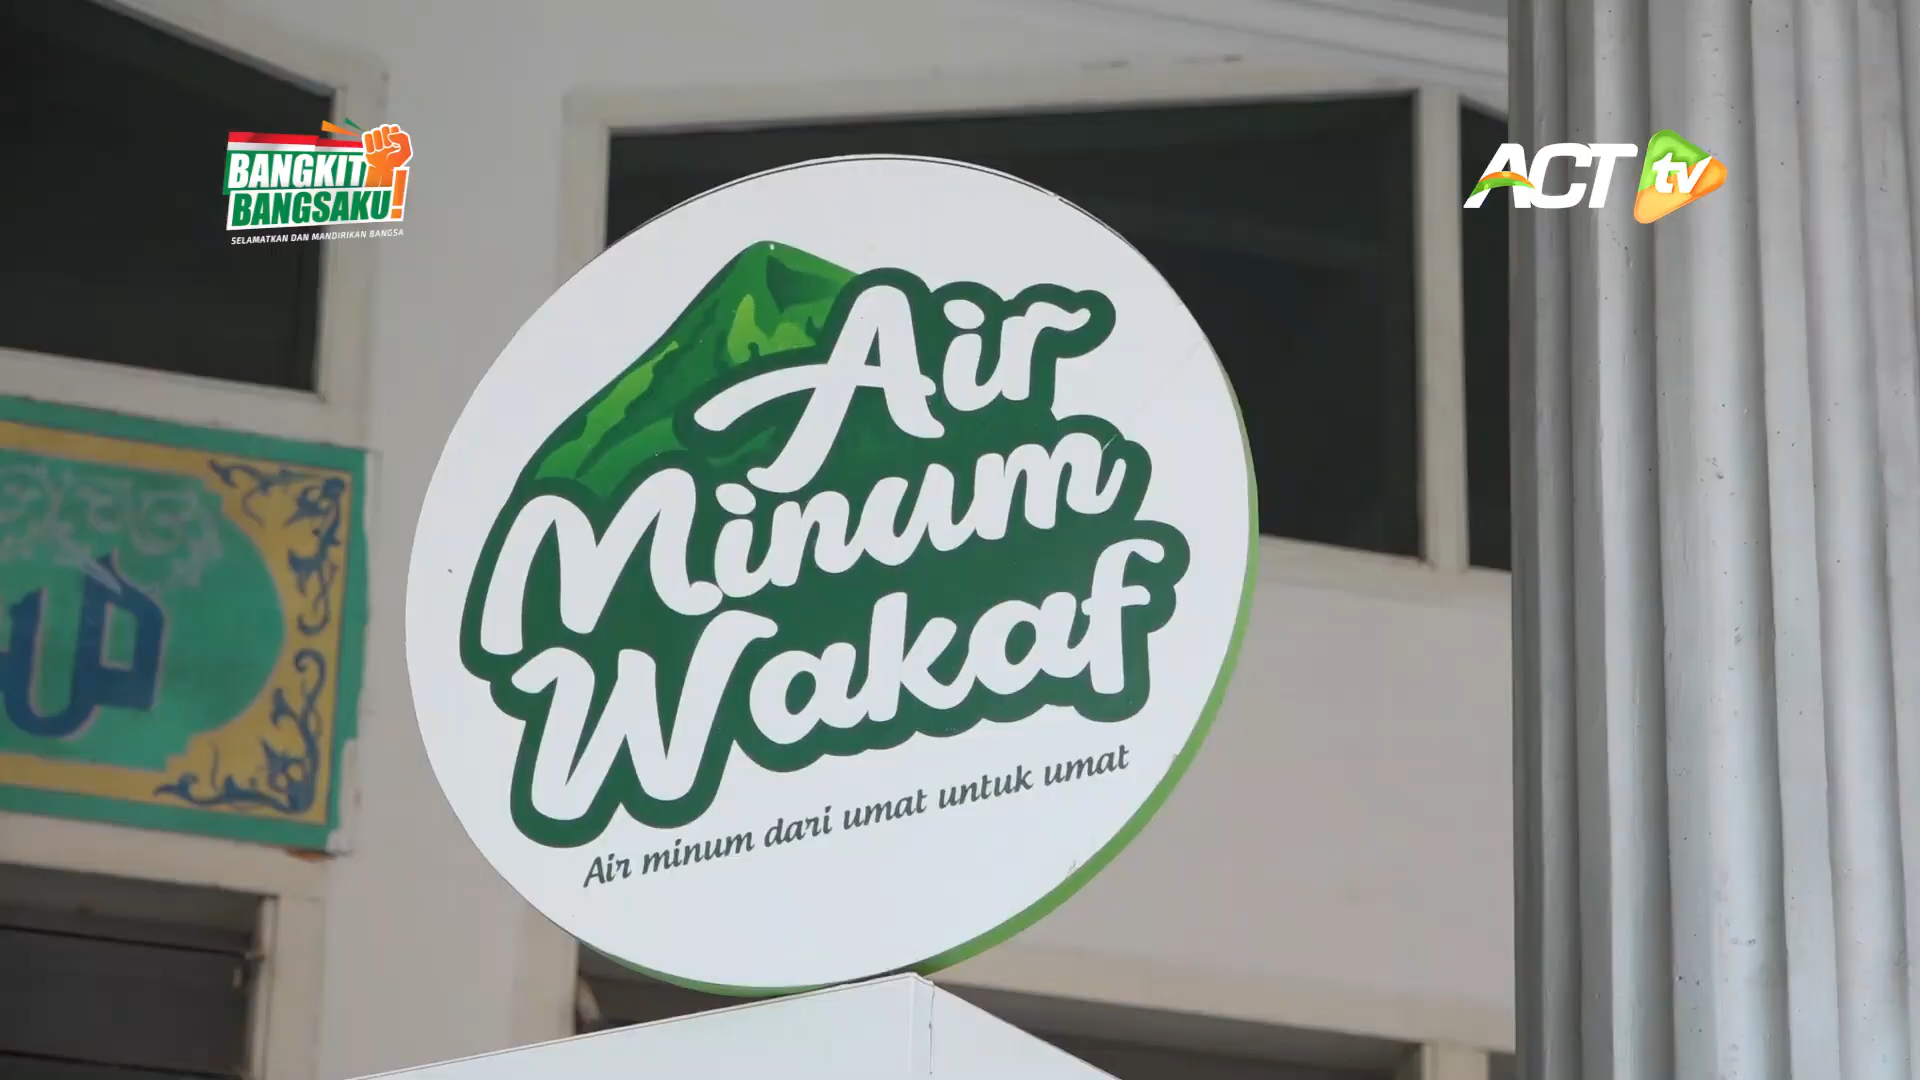 BANGKIT
BANGSAKU!
SELAMATKAN DAN MANDIRIKAN BANGSA
ACT tv
Air
Minum
Wakaf
Air minum dari umat untuk umat